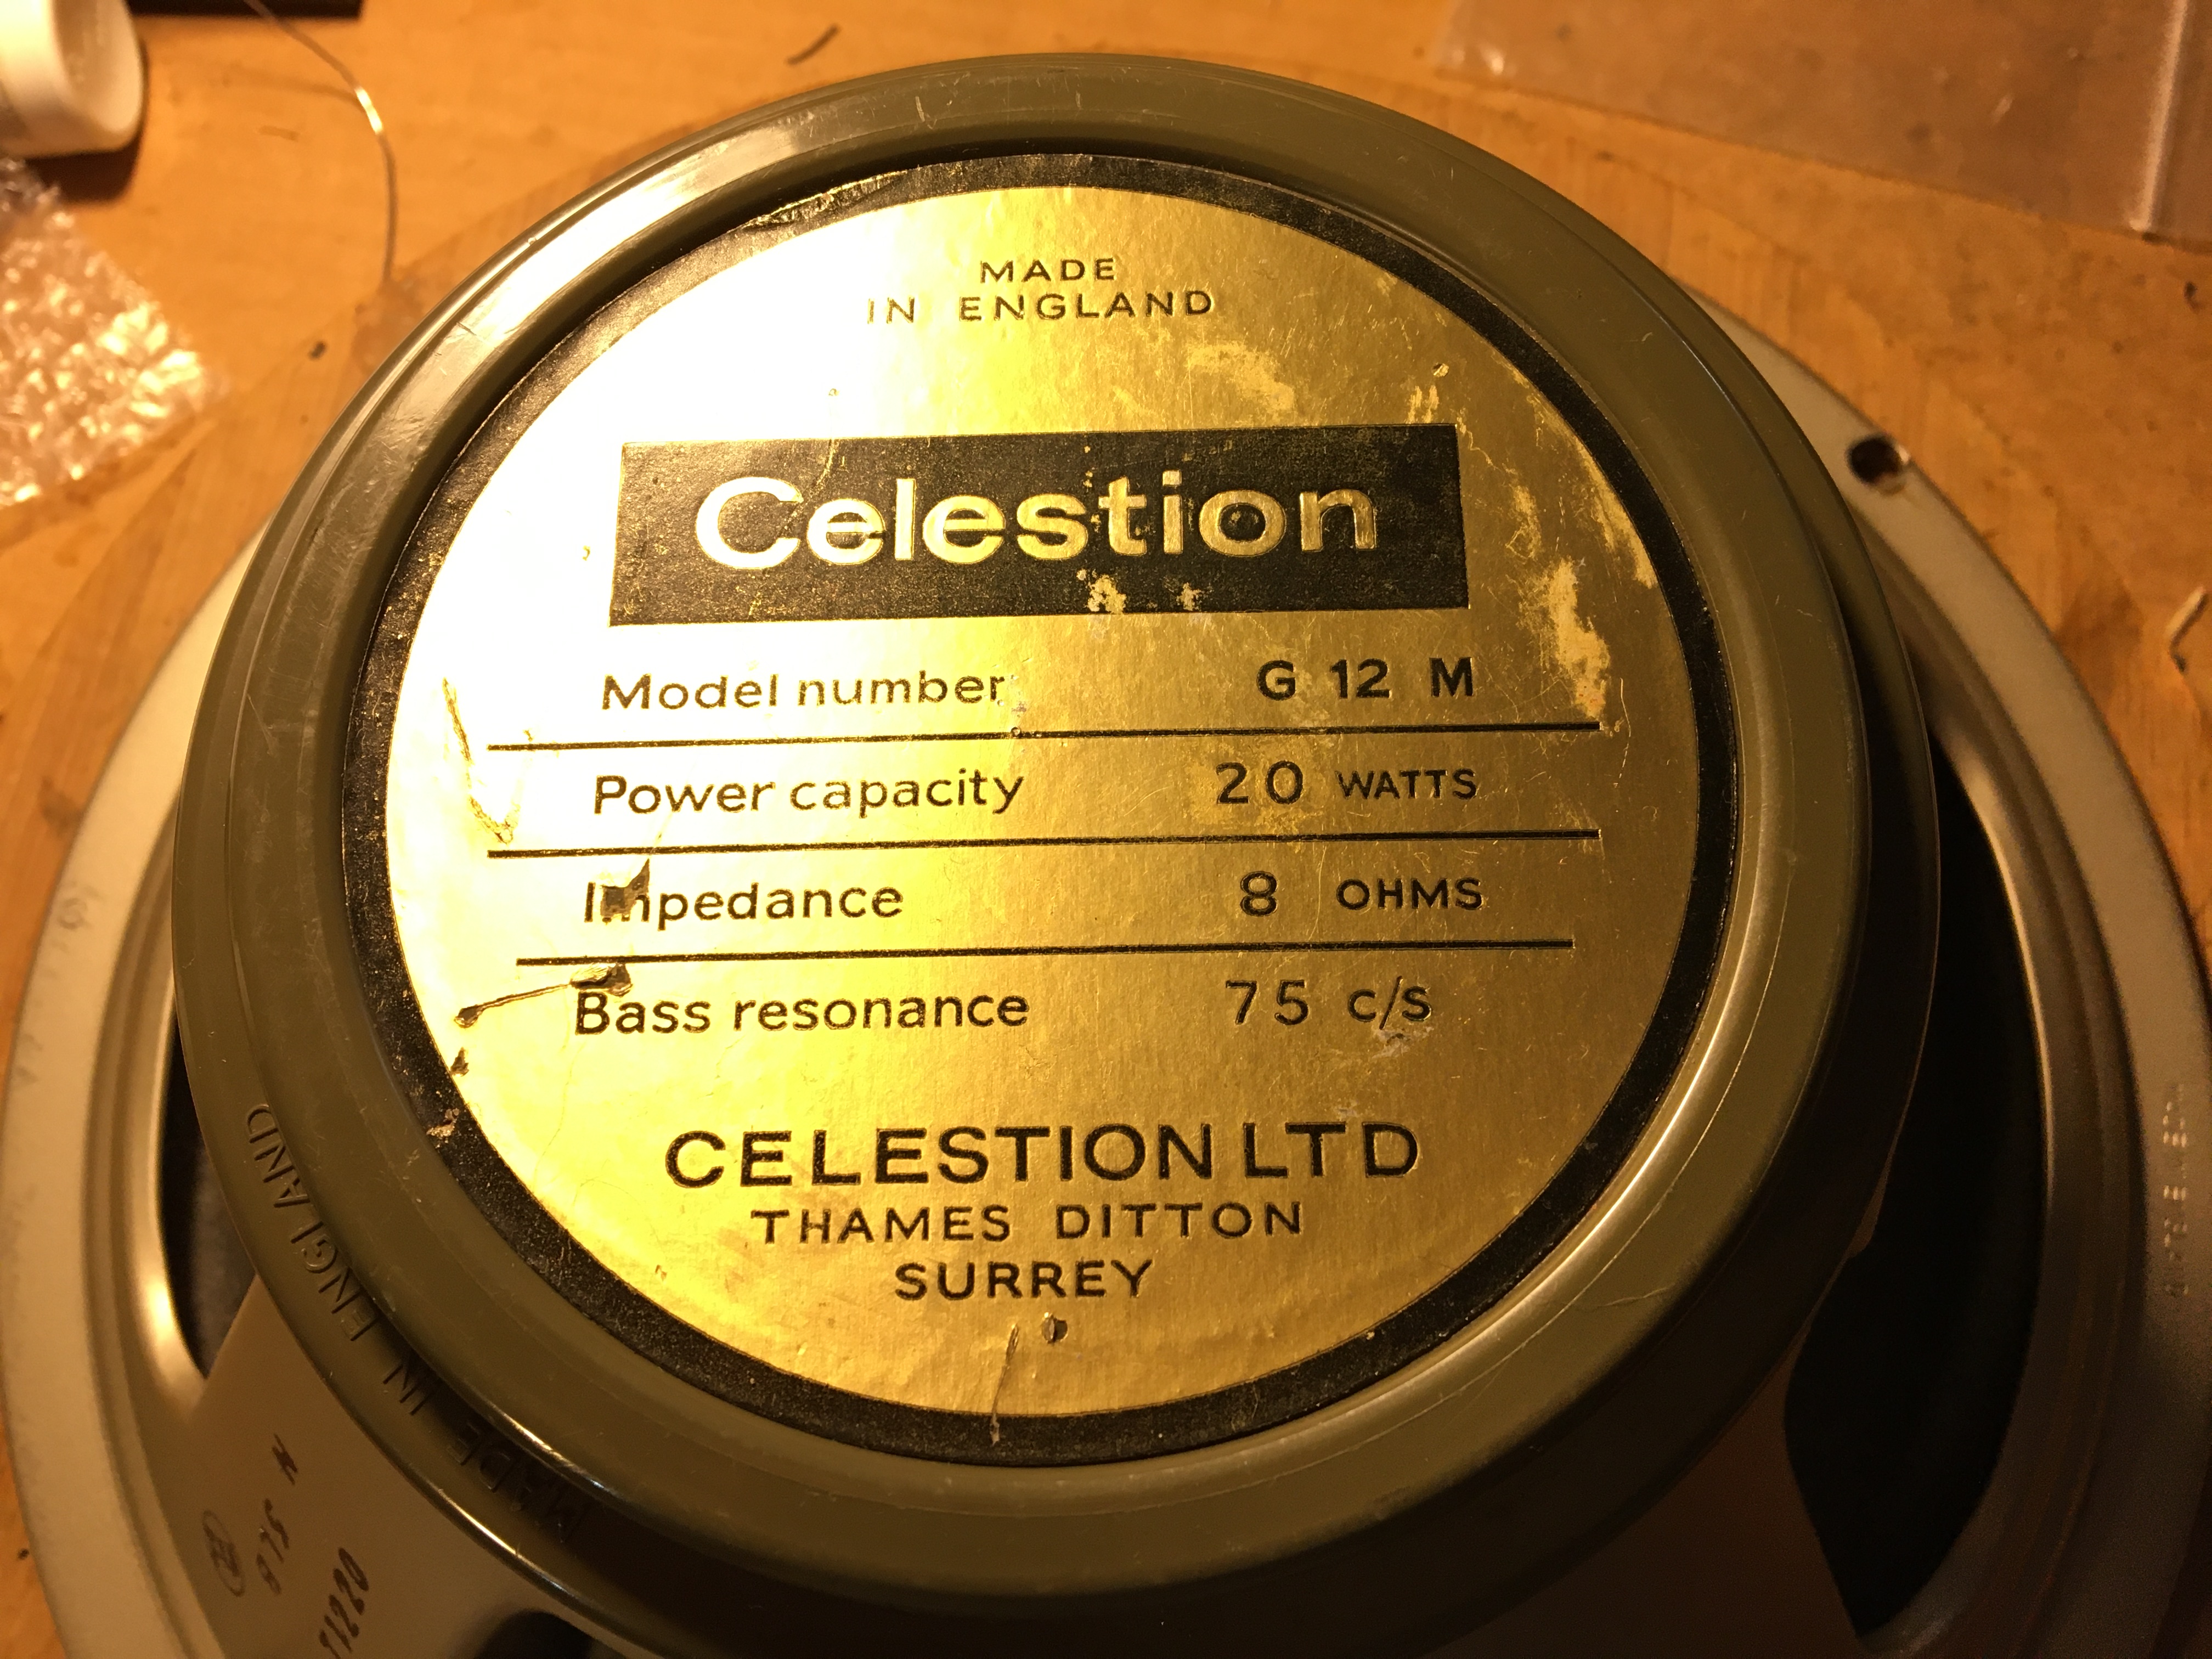 MADE
IN ENGLAND
Celestion
Model number G 12 M
Power capacity 20 WATTS
Impedance 8 OHMS
Bass resonance 75 c/s
CELESTION LTD
THAMES DITTON
SURREY
MADE IN ENGLAND
T1220